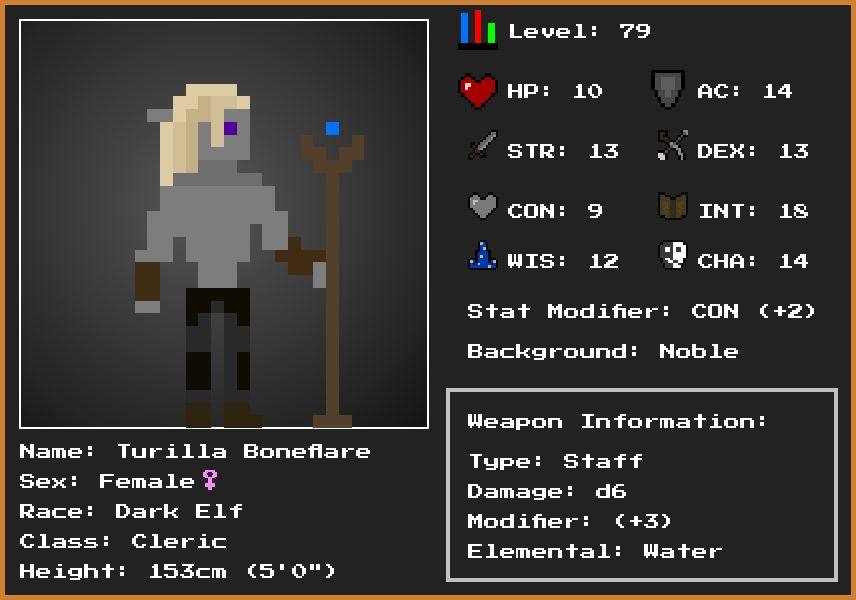 Level: 79
HP: 10 AC: 14
STR: 13 DEX: 13
CON: 9 INT: 18
WIS: 12 CHA: 14
Stat Modifier: CON (+2)
Background: Noble
Weapon Information:
Type: Staff
Damage: d6
Modifier: (+3)
Elemental: Water
Name: Turilla Boneflare
Sex: Female♀
Race: Dark Elf
Class: Cleric
Height: 153cm (5'0")